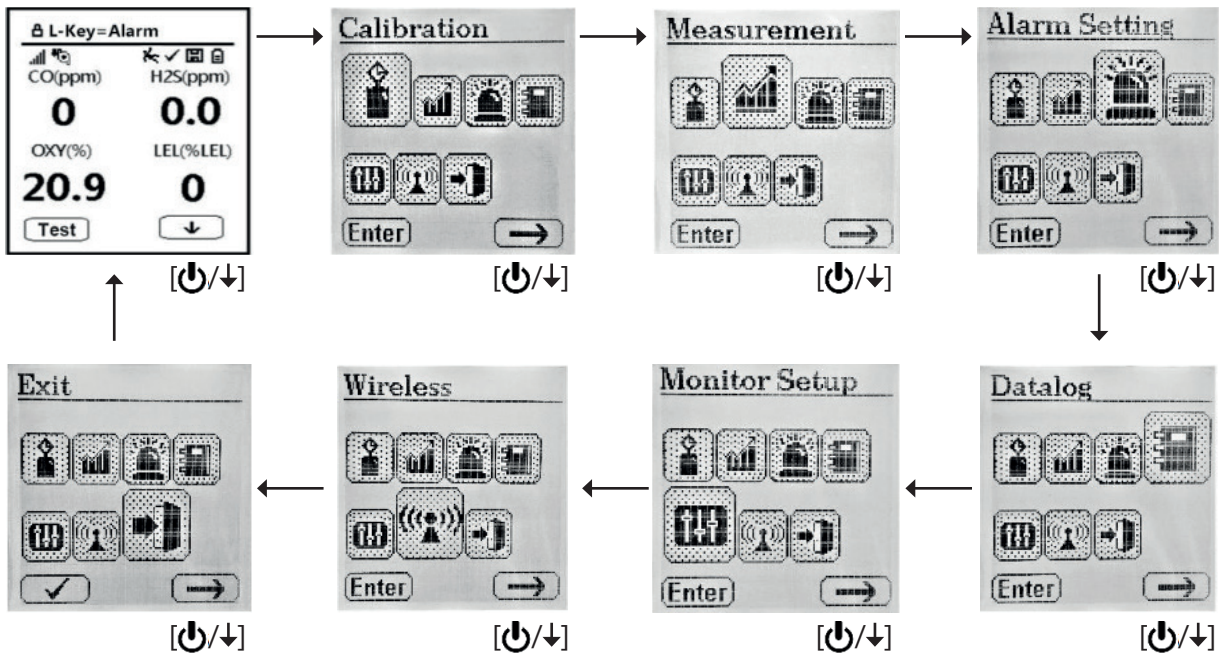 L-Key=Alarm
CO(ppm) H2S(ppm)
0 0.0
OXY(%) LEL(%LEL)
20.9 0
Test ↓
[⏻/↓]
Calibration
Enter →
[⏻/↓]
Measurement
Enter →
[⏻/↓]
Alarm Setting
Enter →
[⏻/↓]
Datalog
Enter →
[⏻/↓]
Monitor Setup
Enter →
[⏻/↓]
Wireless
Enter →
[⏻/↓]
Exit
✓ →
[⏻/↓]